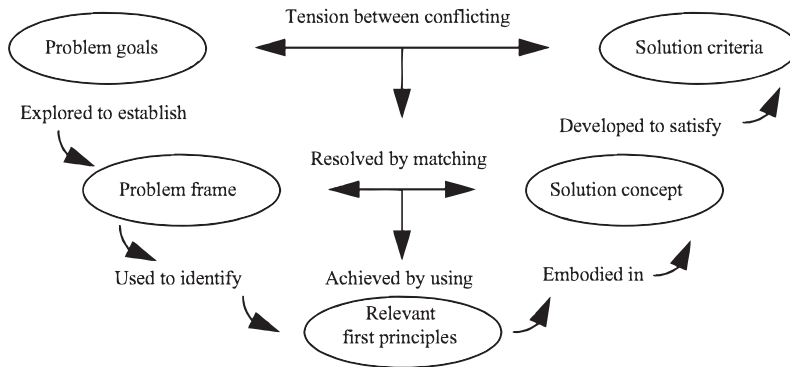 Tension between conflicting
Problem goals
Solution criteria
Explored to establish
Developed to satisfy
Resolved by matching
Problem frame
Solution concept
Used to identify
Achieved by using
Embodied in
Relevant
first principles